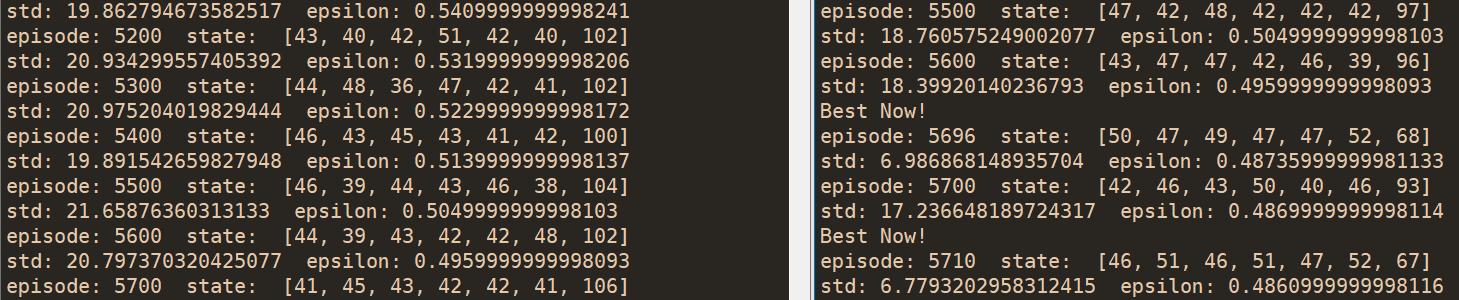 std: 19.862794673582517  epsilon: 0.5409999999998241
episode: 5200  state:  [43, 40, 42, 51, 42, 40, 102]
std: 20.934299557405392  epsilon: 0.5319999999998206
episode: 5300  state:  [44, 48, 36, 47, 42, 41, 102]
std: 20.975204019829444  epsilon: 0.5229999999998172
episode: 5400  state:  [46, 43, 45, 43, 41, 42, 100]
std: 19.891542659827948  epsilon: 0.5139999999998137
episode: 5500  state:  [46, 39, 44, 43, 46, 38, 104]
std: 21.65876360313131  epsilon: 0.5049999999998103
episode: 5600  state:  [44, 39, 43, 42, 42, 48, 102]
std: 20.797370320425077  epsilon: 0.4959999999998093
episode: 5700  state:  [41, 45, 43, 42, 42, 41, 106]
episode: 5500  state:  [47, 42, 48, 42, 42, 42, 97]
std: 18.760575249002077  epsilon: 0.5049999999998103
episode: 5600  state:  [43, 47, 47, 42, 46, 39, 96]
std: 18.39920140236793  epsilon: 0.4959999999998093
Best Now!
episode: 5696  state:  [50, 47, 49, 47, 47, 52, 68]
std: 6.986868148935704  epsilon: 0.48735999999981133
episode: 5700  state:  [42, 46, 43, 50, 40, 46, 93]
std: 17.236648189724317  epsilon: 0.4869999999998114
Best Now!
episode: 5710  state:  [46, 51, 46, 51, 47, 52, 67]
std: 6.7793202958312415  epsilon: 0.4860999999998116